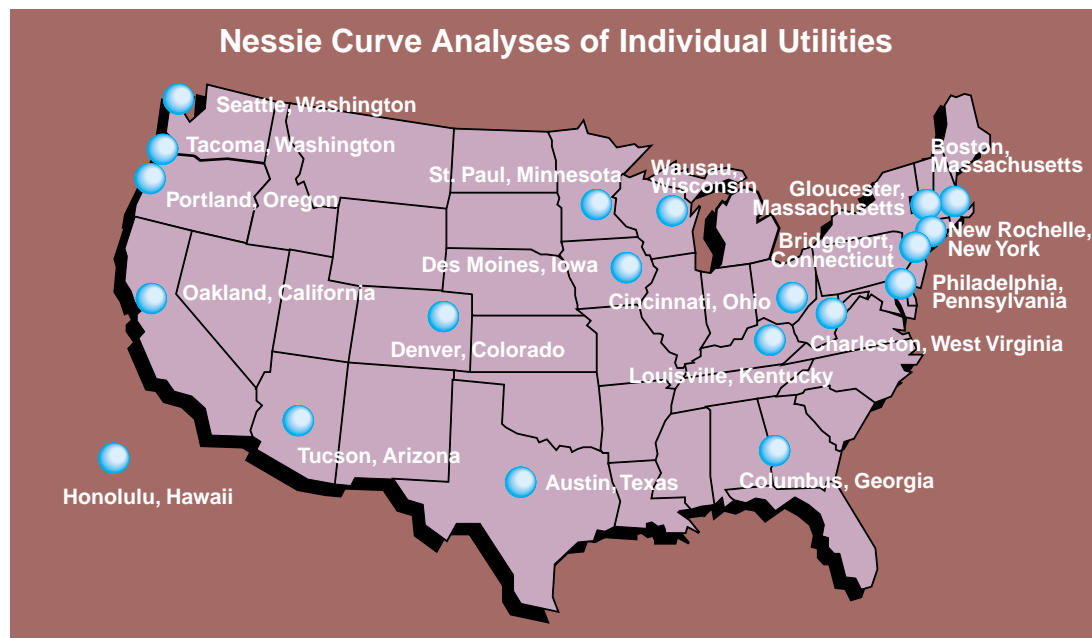 Nessie Curve Analyses of Individual Utilities
Seattle, Washington
Tacoma, Washington
Portland, Oregon
St. Paul, Minnesota
Wausau,
Wisconsin
Boston,
Massachusetts
Gloucester,
Massachusetts
New Rochelle,
New York
Bridgeport,
Connecticut
Des Moines, Iowa
Oakland, California
Cincinnati, Ohio
Philadelphia,
Pennsylvania
Denver, Colorado
Charleston, West Virginia
Louisville, Kentucky
Tucson, Arizona
Honolulu, Hawaii
Austin, Texas
Columbus, Georgia